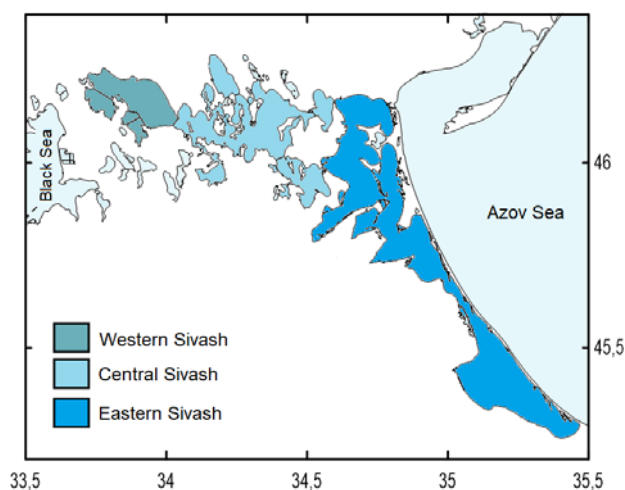 Black Sea
Azov Sea
46
45,5
Western Sivash
Central Sivash
Eastern Sivash
33,5 34 34,5 35 35,5